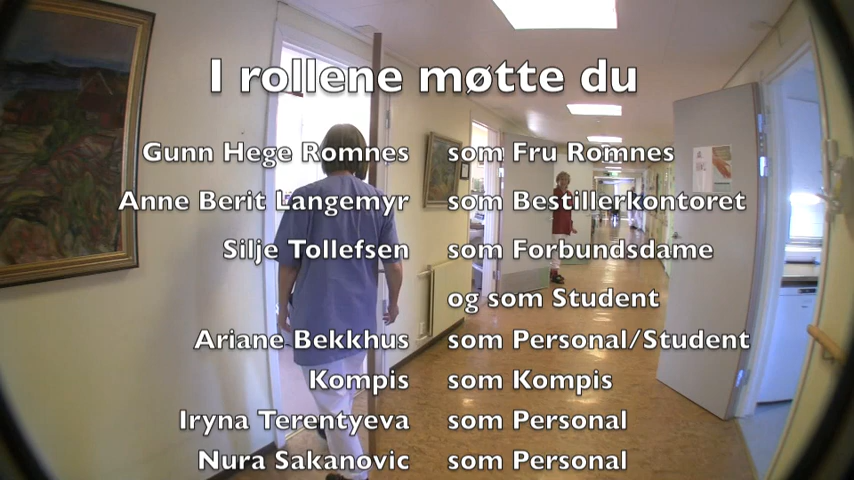 I rollene møtte du
Gunn Hege Romnes som Fru Romnes
Anne Berit Langemyr som Bestillerkontoret
Silje Tollefsen som Forbundsdame
og som Student
Ariane Bekkhus som Personal/Student
Kompis som Kompis
Iryna Terentyeva som Personal
Nura Sakanovic som Personal